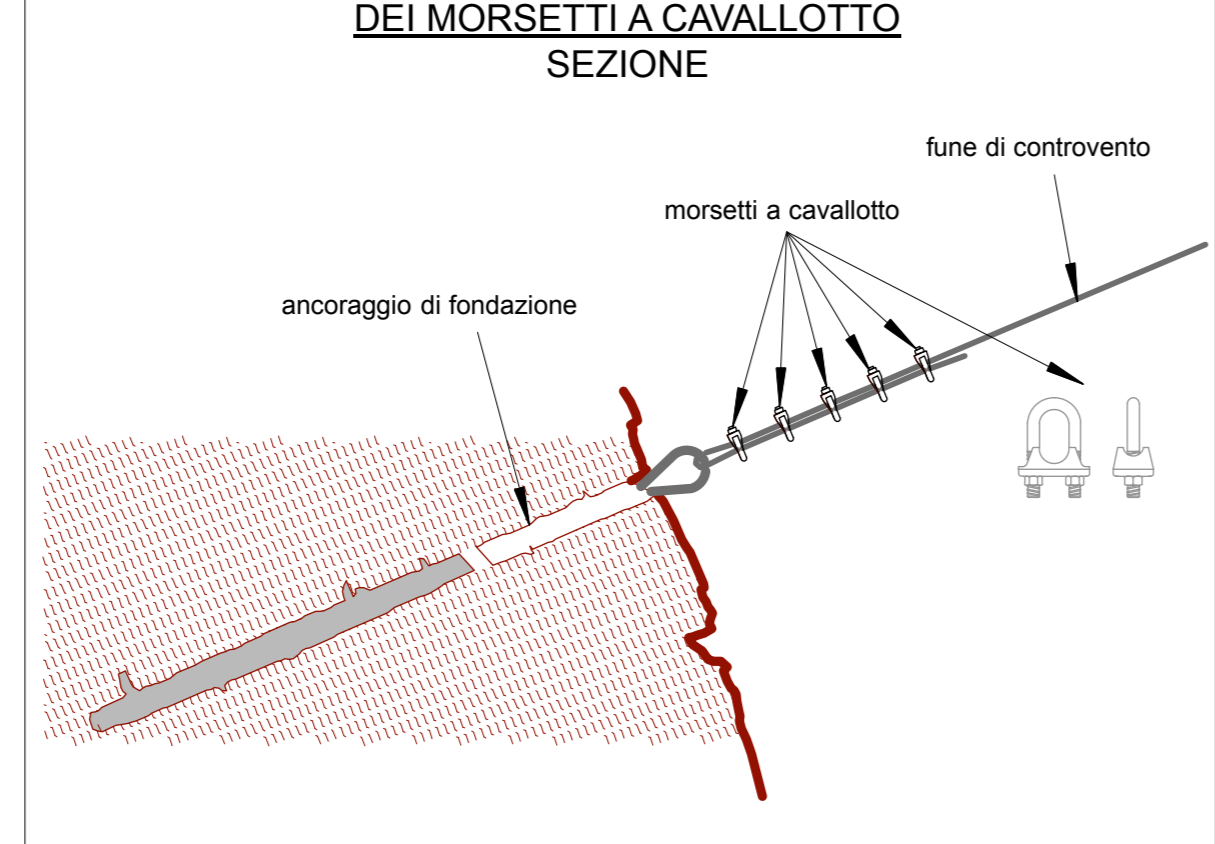 DEI MORSETTI A CAVALLOTTO
SEZIONE
fune di controvento
morsetti a cavallotto
ancoraggio di fondazione